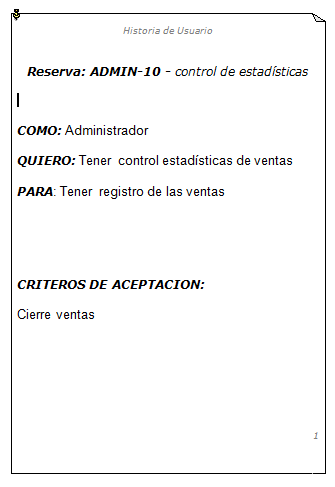 Historia de Usuario
Reserva: ADMIN-10 - control de estadísticas
COMO: Administrador
QUIERO: Tener control estadísticas de ventas
PARA: Tener registro de las ventas
CRITEROS DE ACEPTACION:
Cierre ventas
1